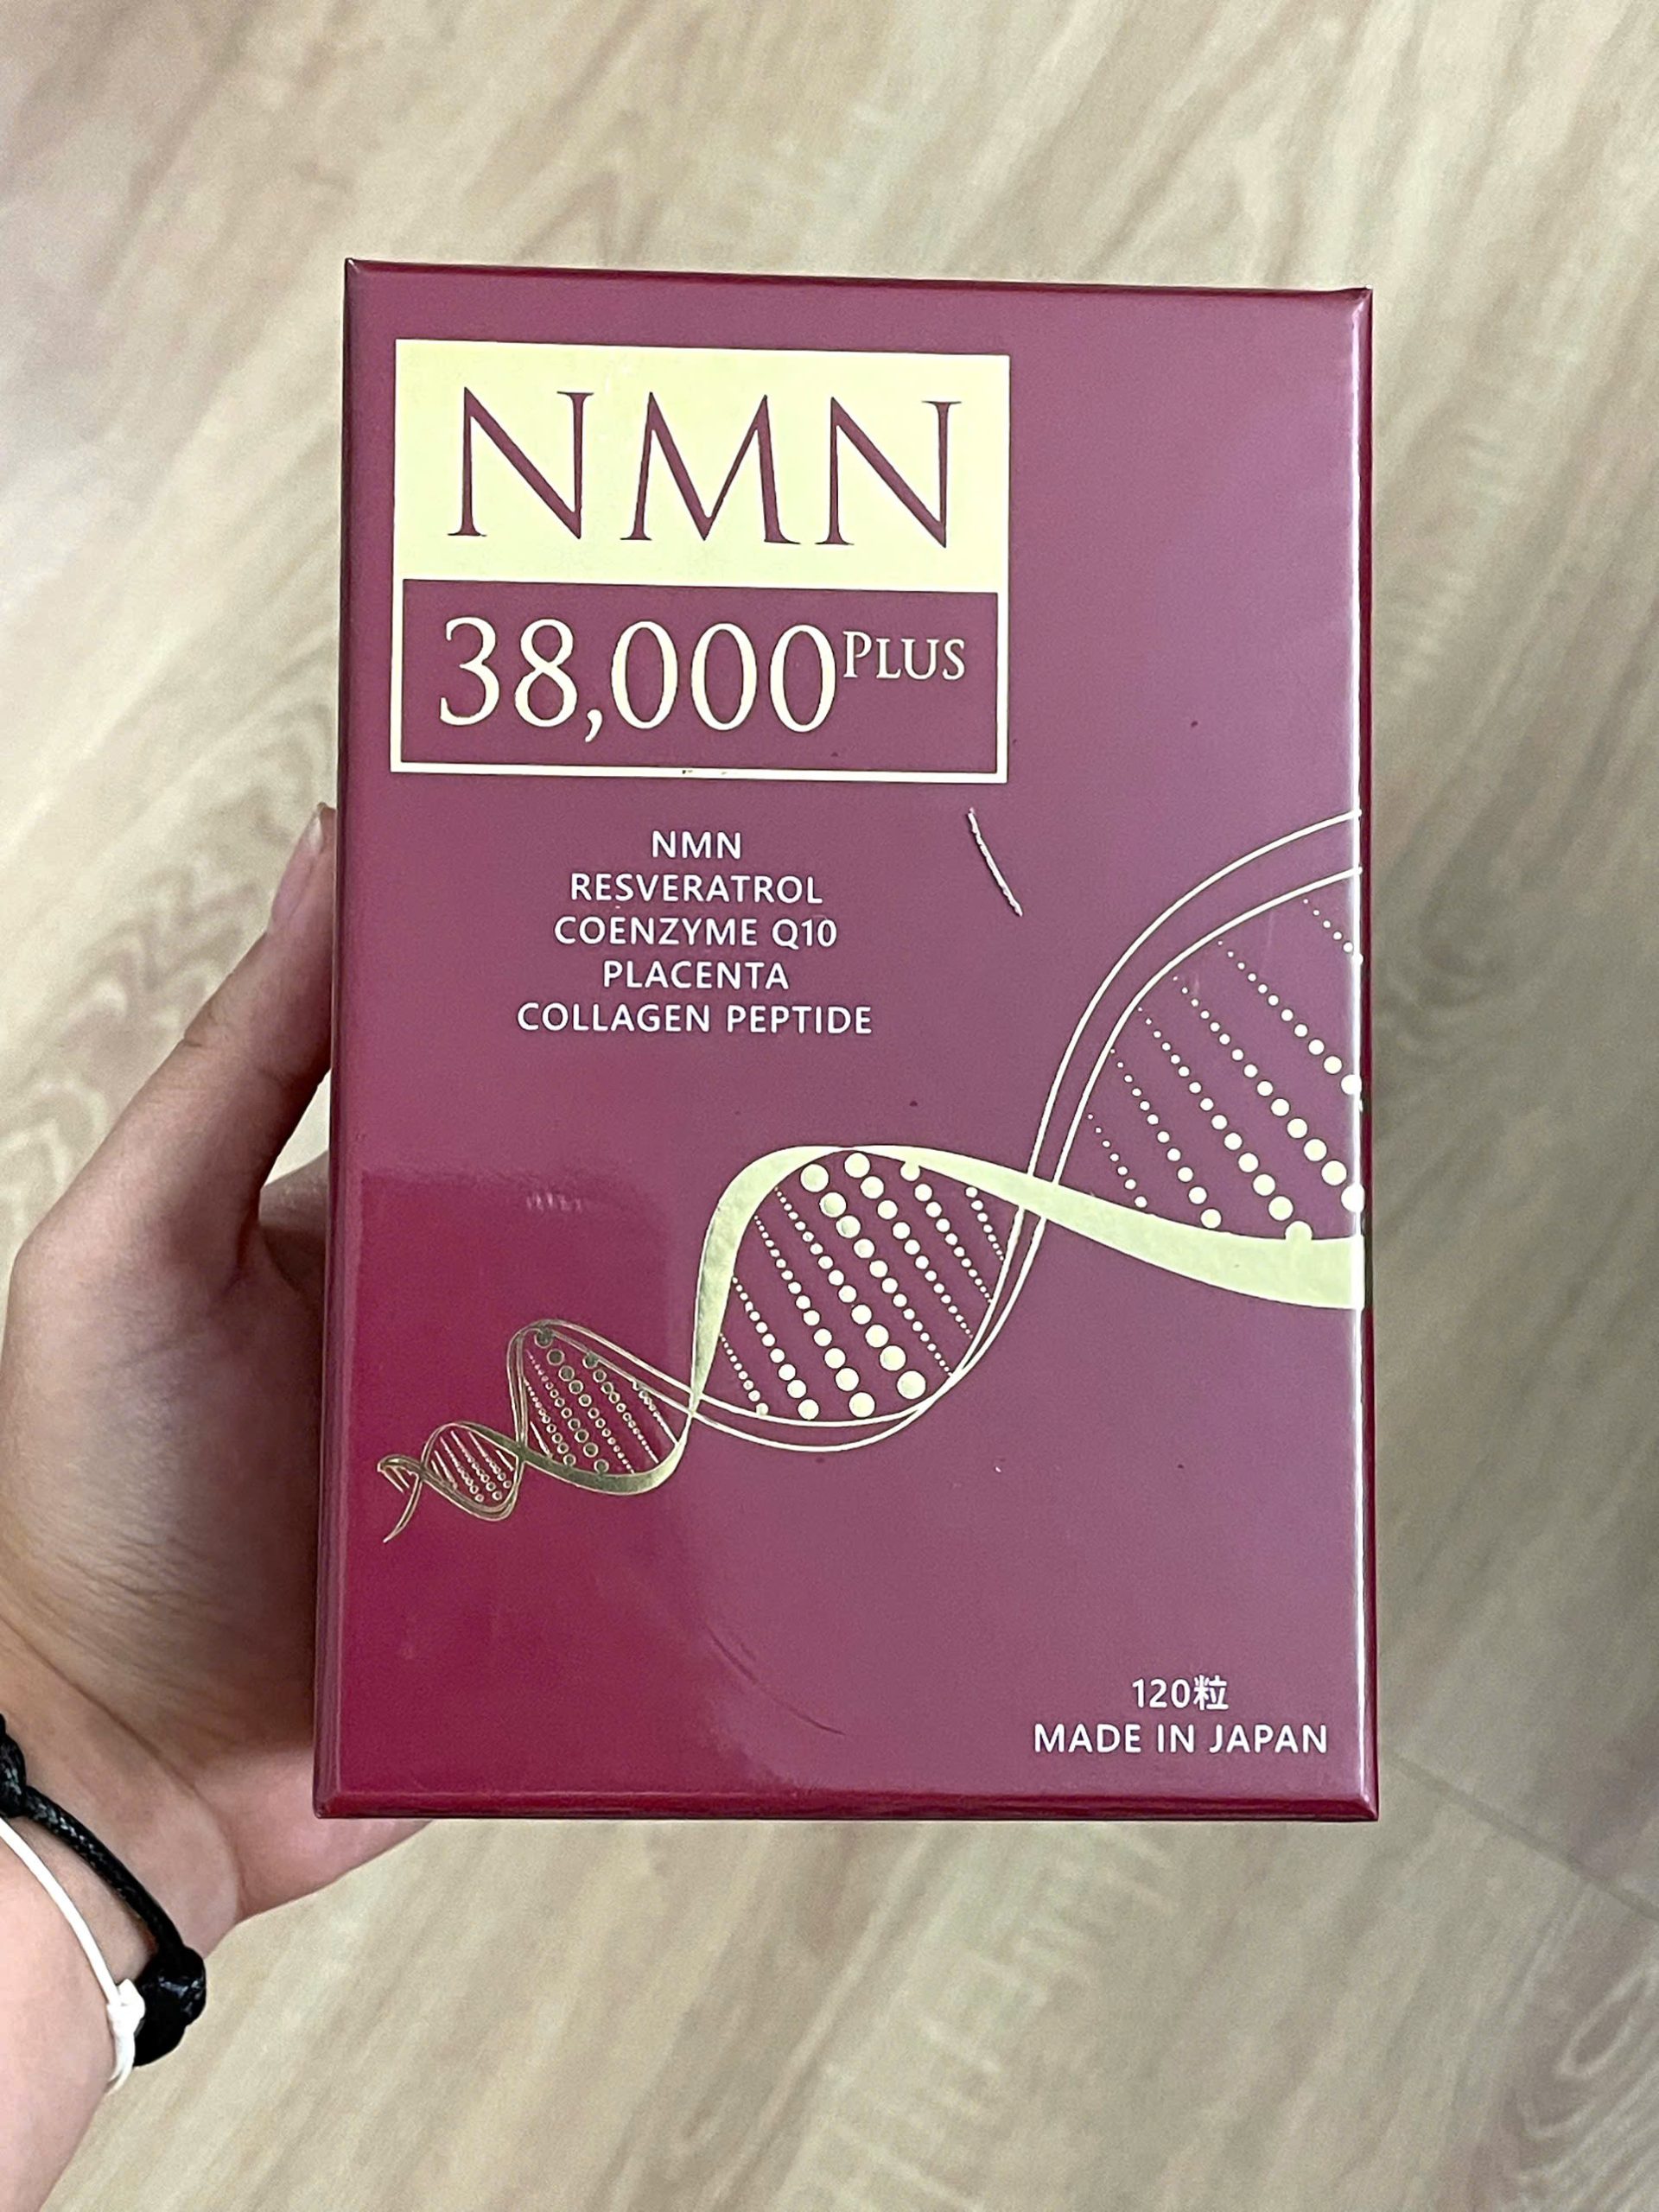 NMN
38,000PLUS
NMN
RESVERATROL
COENZYME Q10
PLACENTA
COLLAGEN PEPTIDE
120粒
MADE IN JAPAN